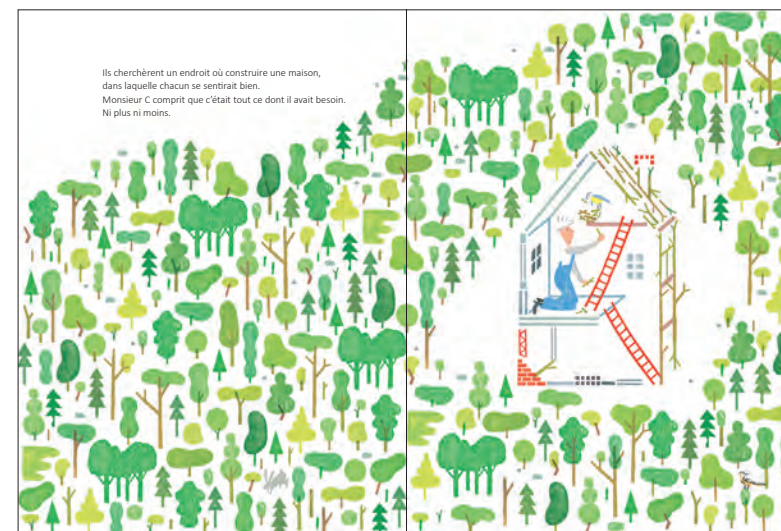 Ils cherchèrent un endroit où construire une maison,
dans laquelle chacun se sentirait bien.
Monsieur C comprit que c'était tout ce dont il avait besoin.
Ni plus ni moins.